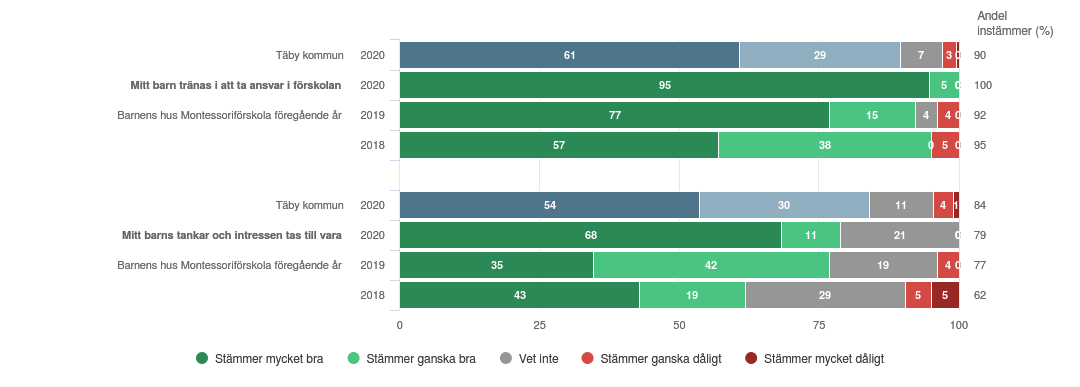 Andel
instämmer (%)
Täby kommun 2020 61 29 7 3 0 90
Mitt barn tränas i att ta ansvar i förskolan 2020 95 5 0 100
Barnens hus Montessoriförskola föregående år 2019 77 15 4 4 0 92
2018 57 38 0 5 0 95
Täby kommun 2020 54 30 11 4 1 84
Mitt barns tankar och intressen tas till vara 2020 68 11 21 0 79
Barnens hus Montessoriförskola föregående år 2019 35 42 19 4 0 77
2018 43 19 29 5 5 62
0 25 50 75 100
Stämmer mycket bra Stämmer ganska bra Vet inte Stämmer ganska dåligt Stämmer mycket dåligt